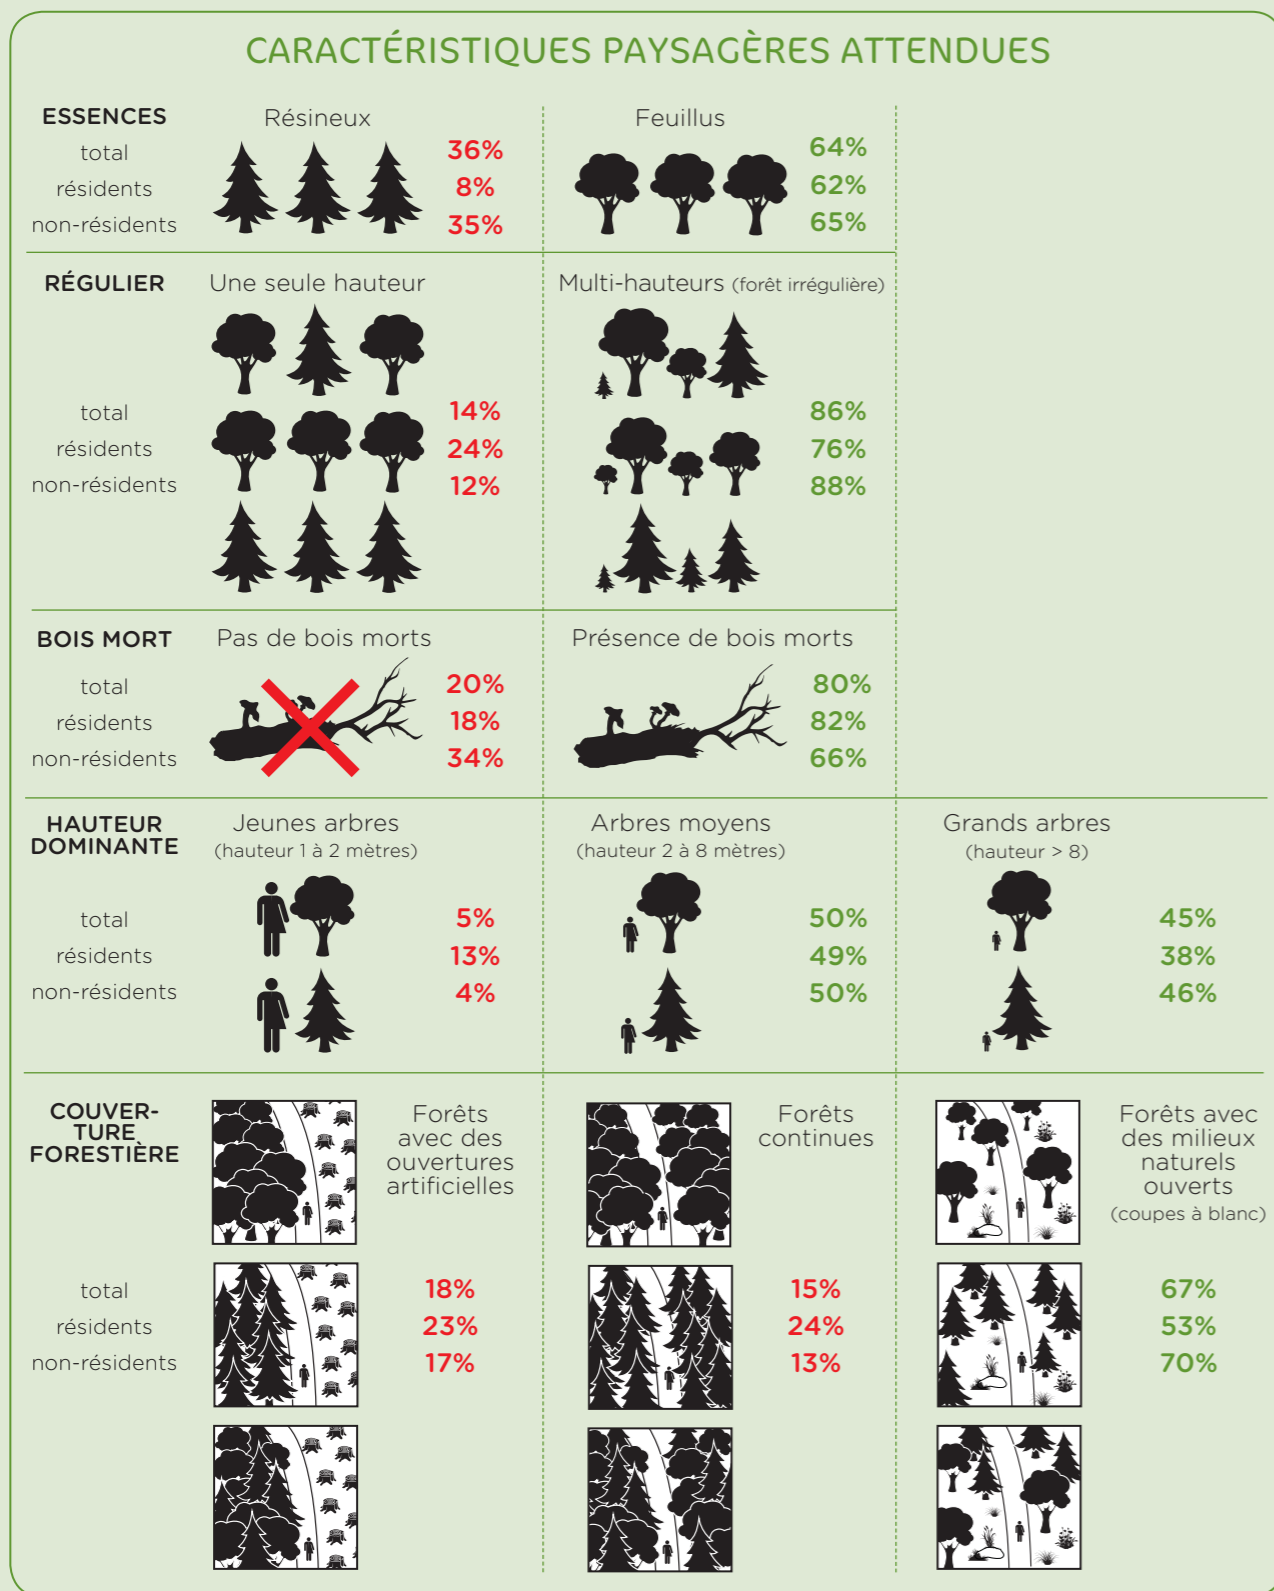 CARACTÉRISTIQUES PAYSAGÈRES ATTENDUES
ESSENCES
Résineux
Feuillus
total
36%
64%
résidents
8%
62%
non-résidents
35%
65%
RÉGULIER
Une seule hauteur
Multi-hauteurs (forêt irrégulière)
total
14%
86%
résidents
24%
76%
non-résidents
12%
88%
BOIS MORT
Pas de bois morts
Présence de bois morts
total
20%
80%
résidents
18%
82%
non-résidents
34%
66%
HAUTEUR
DOMINANTE
Jeunes arbres
(hauteur 1 à 2 mètres)
Arbres moyens
(hauteur 2 à 8 mètres)
Grands arbres
(hauteur > 8)
total
5%
50%
45%
résidents
13%
49%
38%
non-résidents
4%
50%
46%
COUVER-
TURE
FORESTIÈRE
Forêts
avec des
ouvertures
artificielles
Forêts
continues
Forêts avec
des milieux
naturels
ouverts
(coupes à blanc)
total
18%
15%
67%
résidents
23%
24%
53%
non-résidents
17%
13%
70%